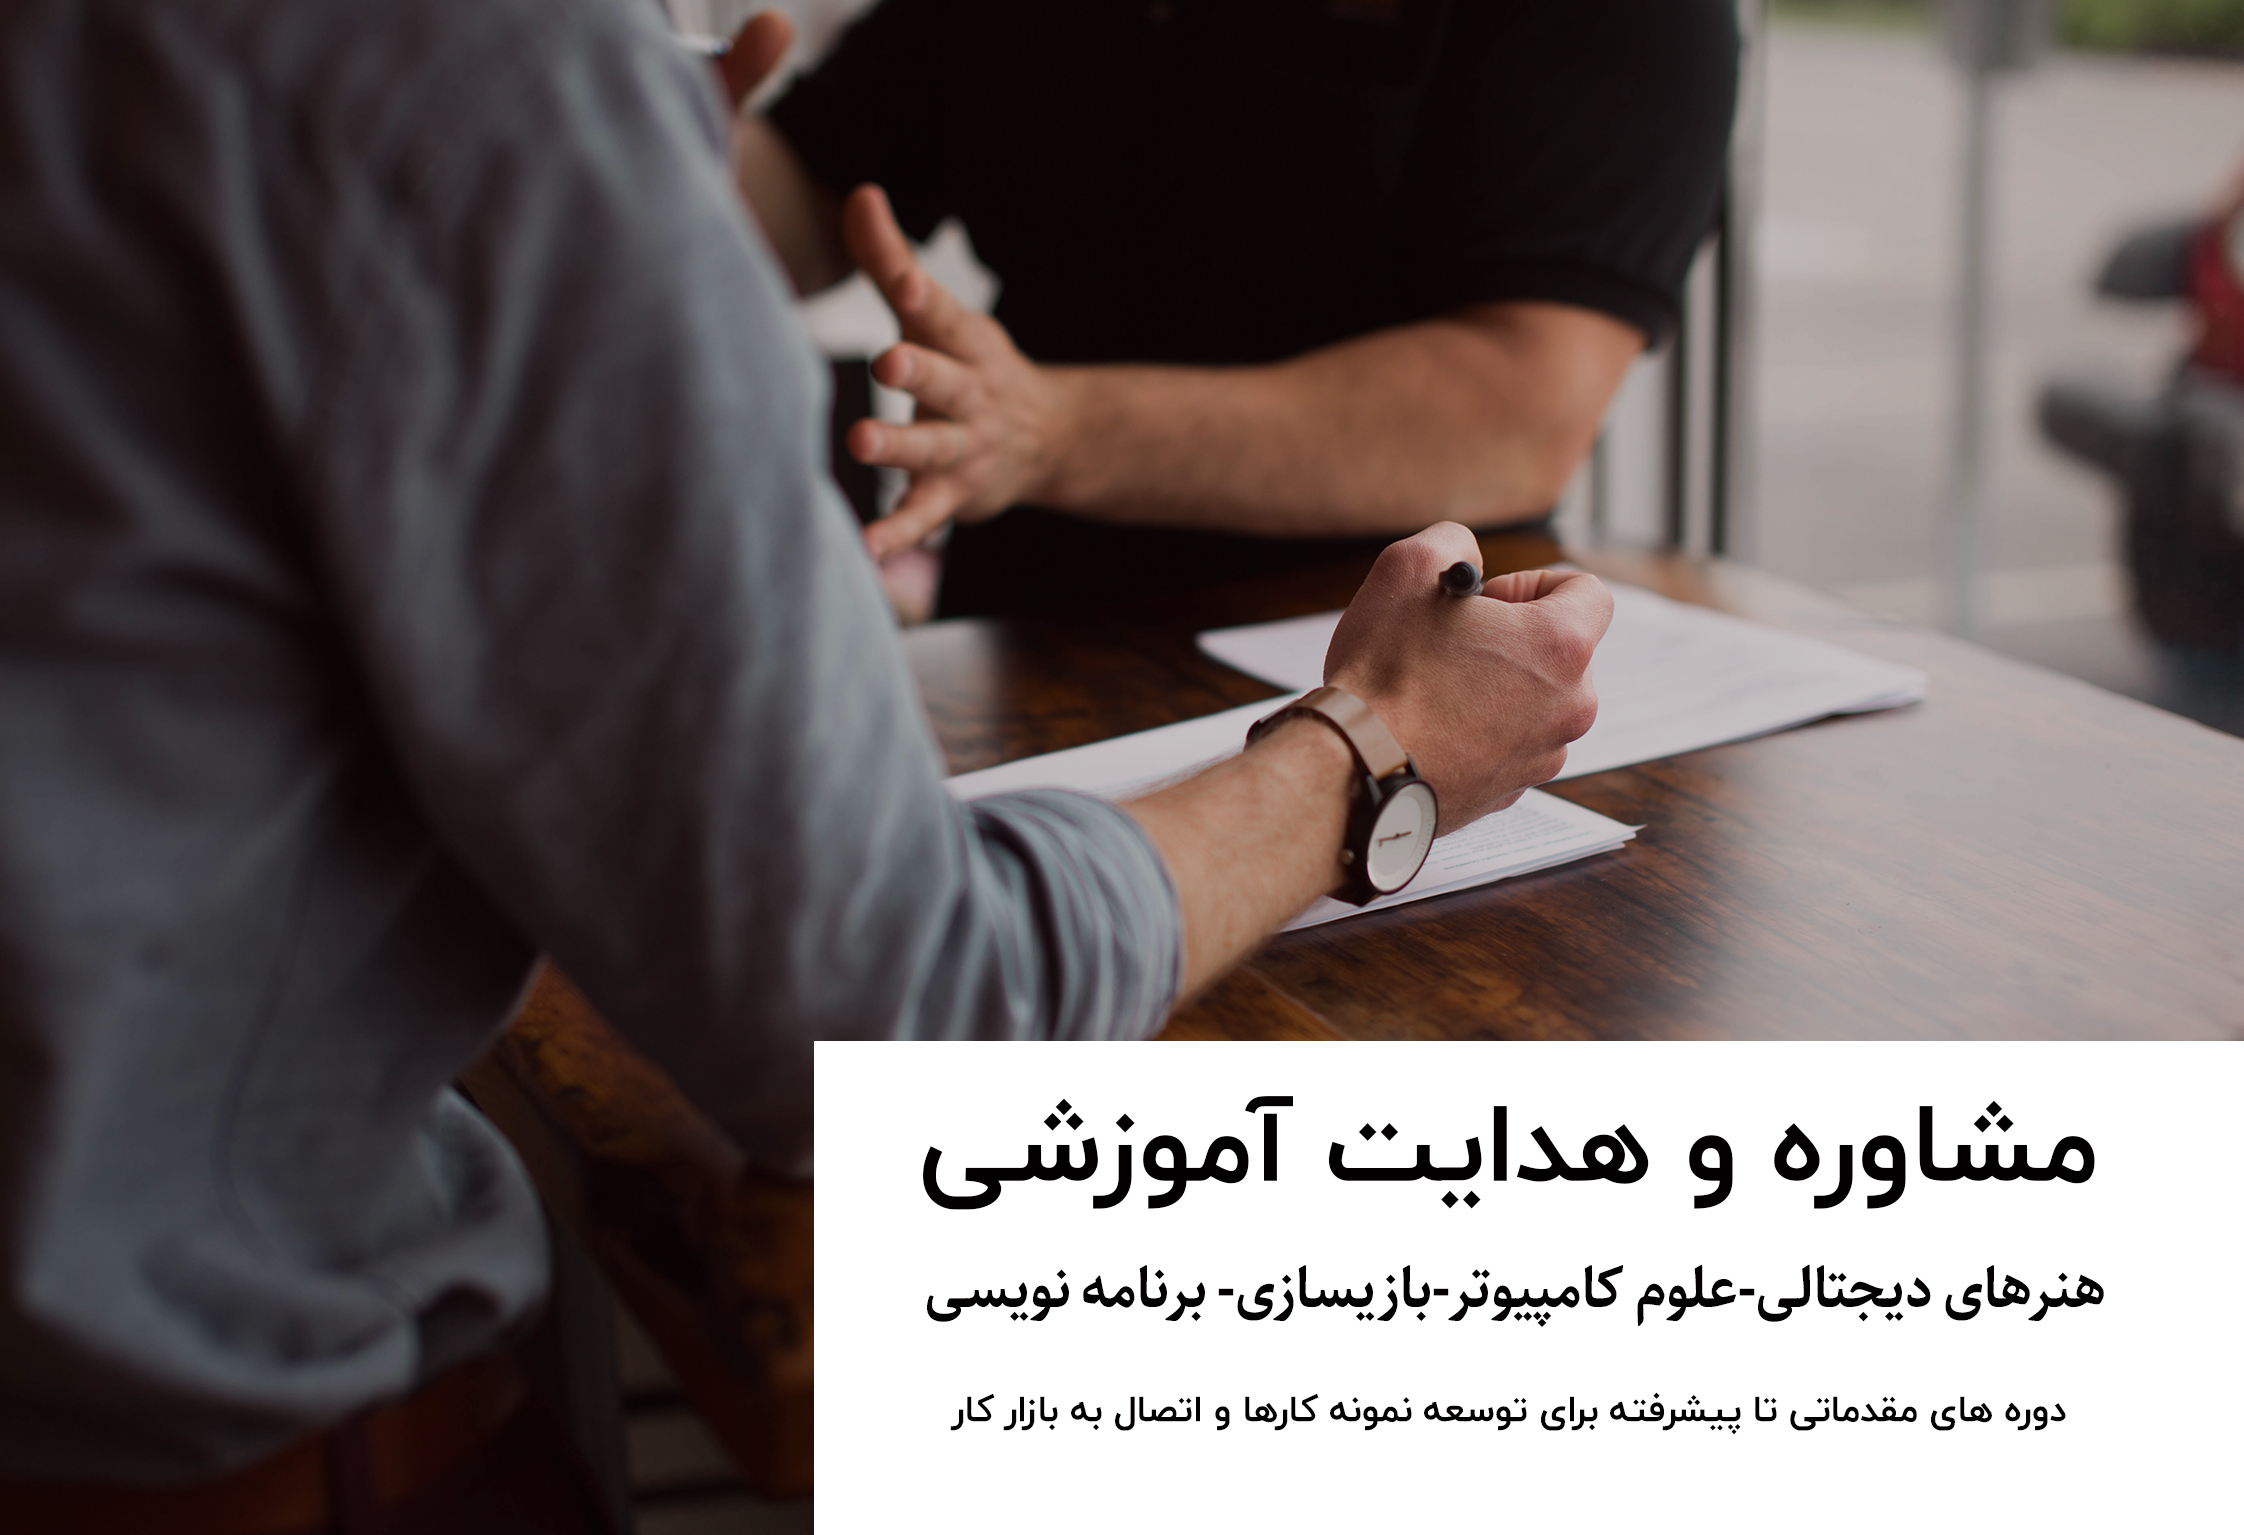 مشاوره و هدایت آموزشی
هنرهای دیجتالی-علوم کامپیوتر-بازیسازی- برنامه نویسی
دوره های مقدماتی تا پیشرفته برای توسعه نمونه کارها و اتصال به بازار کار